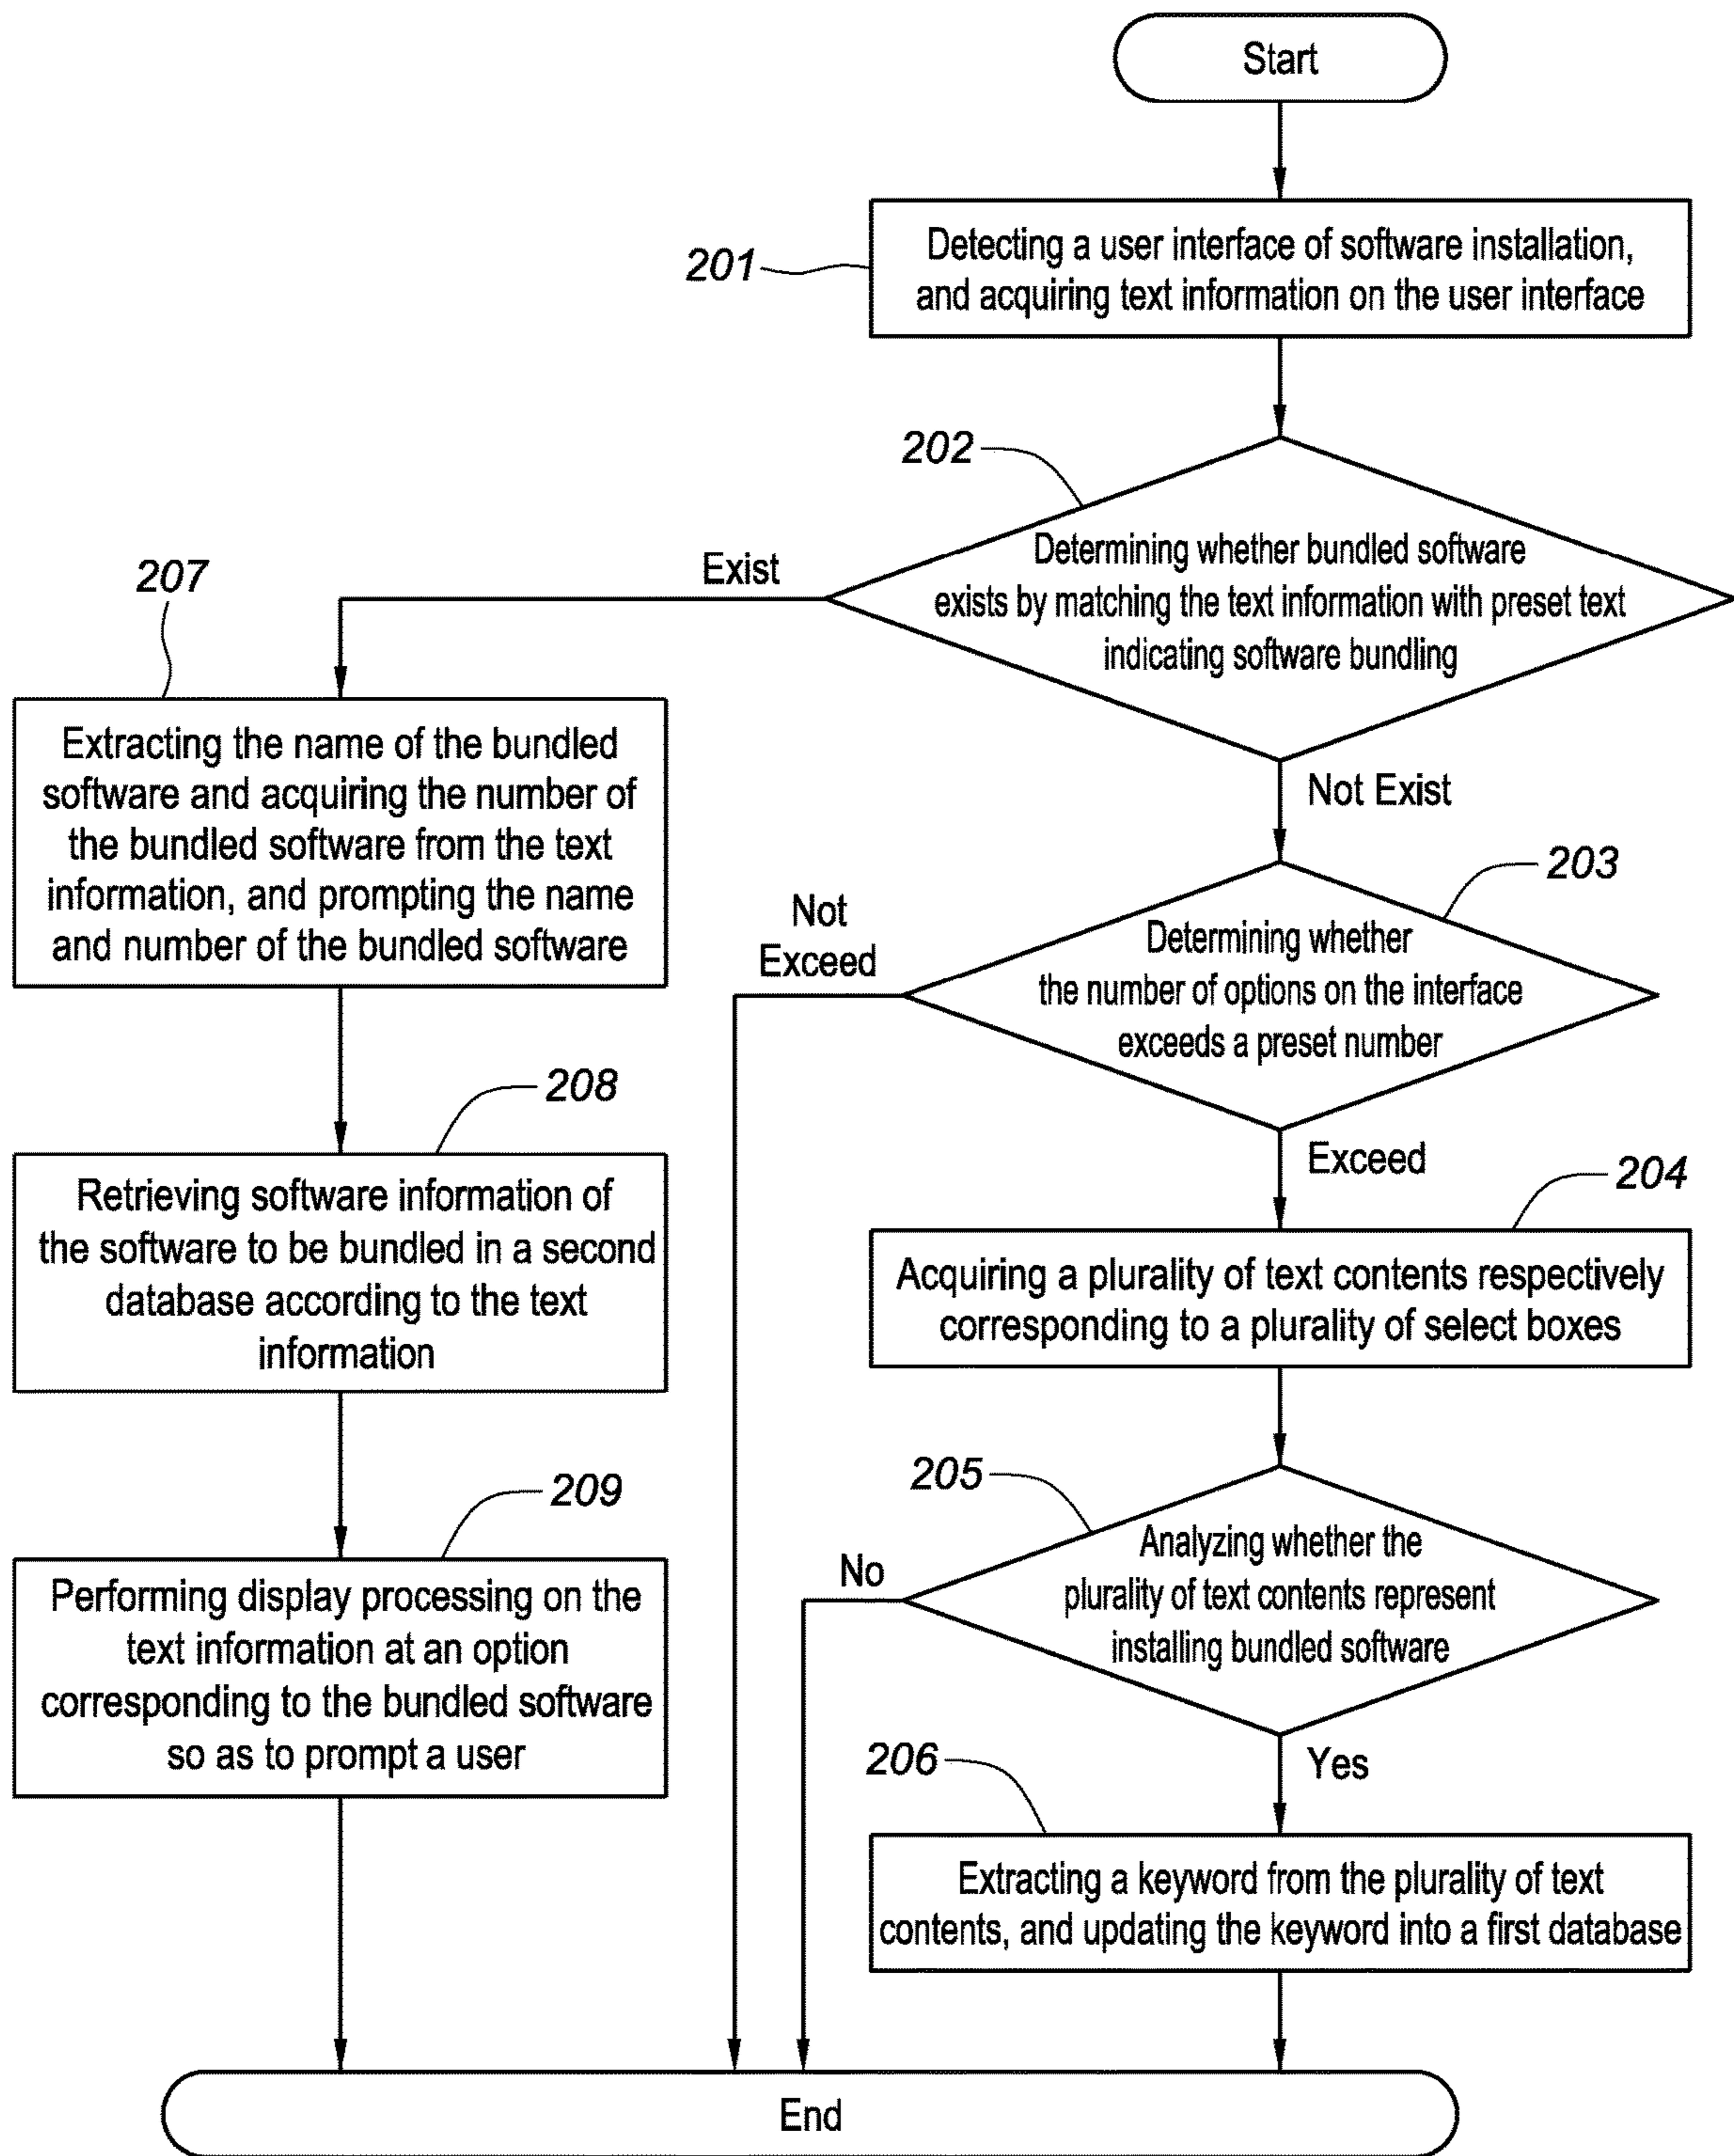 Start
201
Detecting a user interface of software installation,
and acquiring text information on the user interface
202
Determining whether bundled software
exists by matching the text information with preset text
indicating software bundling
Exist
Not Exist
207
Extracting the name of the bundled
software and acquiring the number of
the bundled software from the text
information, and prompting the name
and number of the bundled software
203
Determining whether
the number of options on the interface
exceeds a preset number
Not
Exceed
Exceed
208
Retrieving software information of
the software to be bundled in a second
database according to the text
information
204
Acquiring a plurality of text contents respectively
corresponding to a plurality of select boxes
209
Performing display processing on the
text information at an option
corresponding to the bundled software
so as to prompt a user
205
Analyzing whether the
plurality of text contents represent
installing bundled software
No
Yes
206
Extracting a keyword from the plurality of text
contents, and updating the keyword into a first database
End